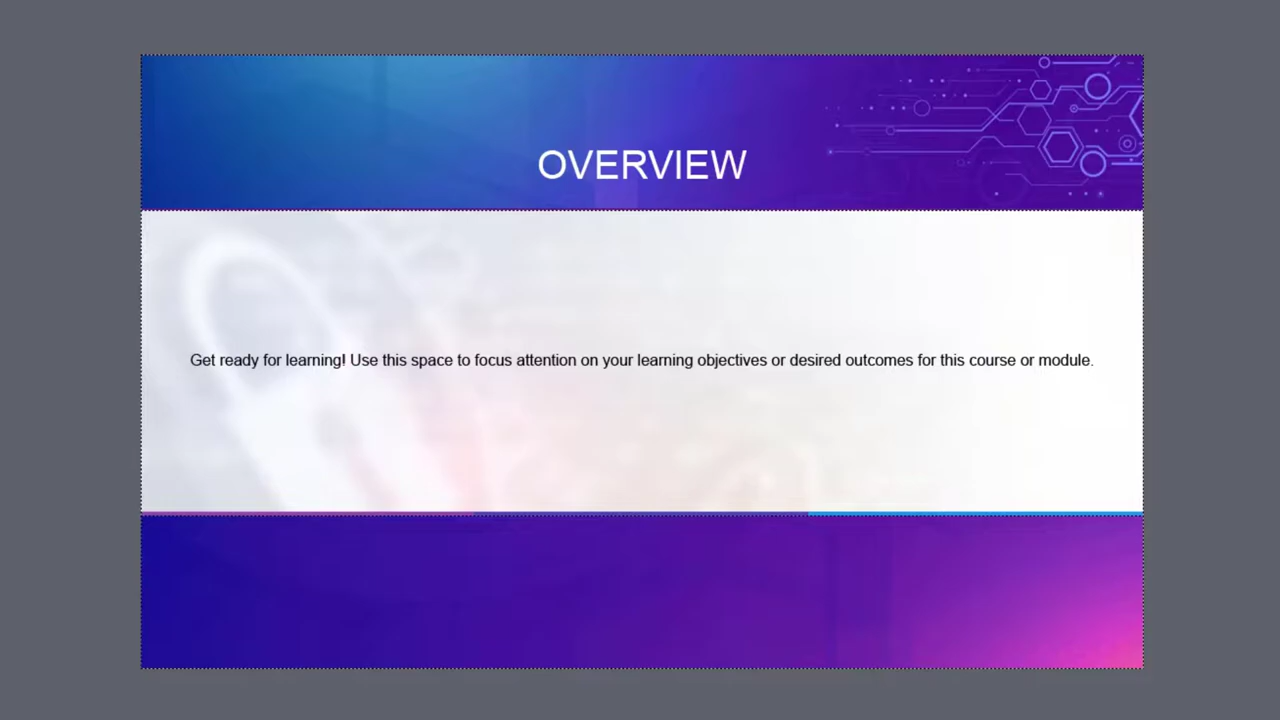 OVERVIEW
Get ready for learning! Use this space to focus attention on your learning objectives or desired outcomes for this course or module.